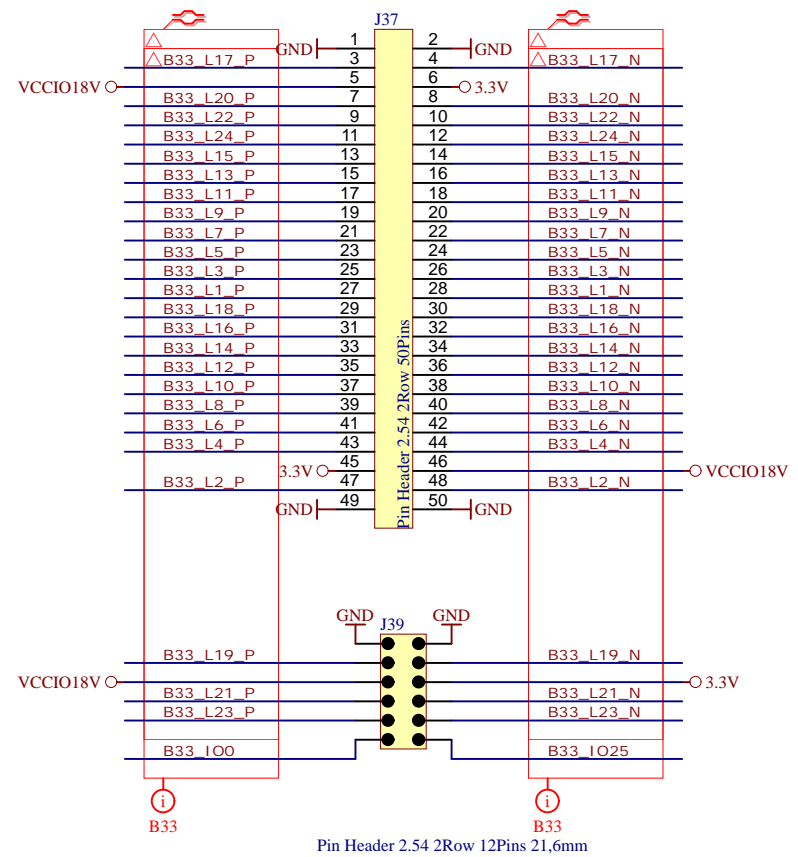 J37
GND 1 2 GND
B33_L17_P 3 4 B33_L17_N
VCCIO18V 5 6 3.3V
B33_L20_P 7 8 B33_L20_N
B33_L22_P 9 10 B33_L22_N
B33_L24_P 11 12 B33_L24_N
B33_L15_P 13 14 B33_L15_N
B33_L13_P 15 16 B33_L13_N
B33_L11_P 17 18 B33_L11_N
B33_L9_P 19 20 B33_L9_N
B33_L7_P 21 22 B33_L7_N
B33_L5_P 23 24 B33_L5_N
B33_L3_P 25 26 B33_L3_N
B33_L1_P 27 28 B33_L1_N
B33_L18_P 29 30 B33_L18_N
B33_L16_P 31 32 B33_L16_N
B33_L14_P 33 34 B33_L14_N
B33_L12_P 35 36 B33_L12_N
B33_L10_P 37 38 B33_L10_N
B33_L8_P 39 40 B33_L8_N
B33_L6_P 41 42 B33_L6_N
B33_L4_P 43 44 B33_L4_N
3.3V 45 46 VCCIO18V
B33_L2_P 47 48 B33_L2_N
GND 49 50 GND
Pin Header 2.54 2Row 50Pins
GND J39 GND
B33_L19_P B33_L19_N
VCCIO18V 3.3V
B33_L21_P B33_L21_N
B33_L23_P B33_L23_N
B33_IO0 B33_IO25
i i
B33 B33
Pin Header 2.54 2Row 12Pins 21,6mm